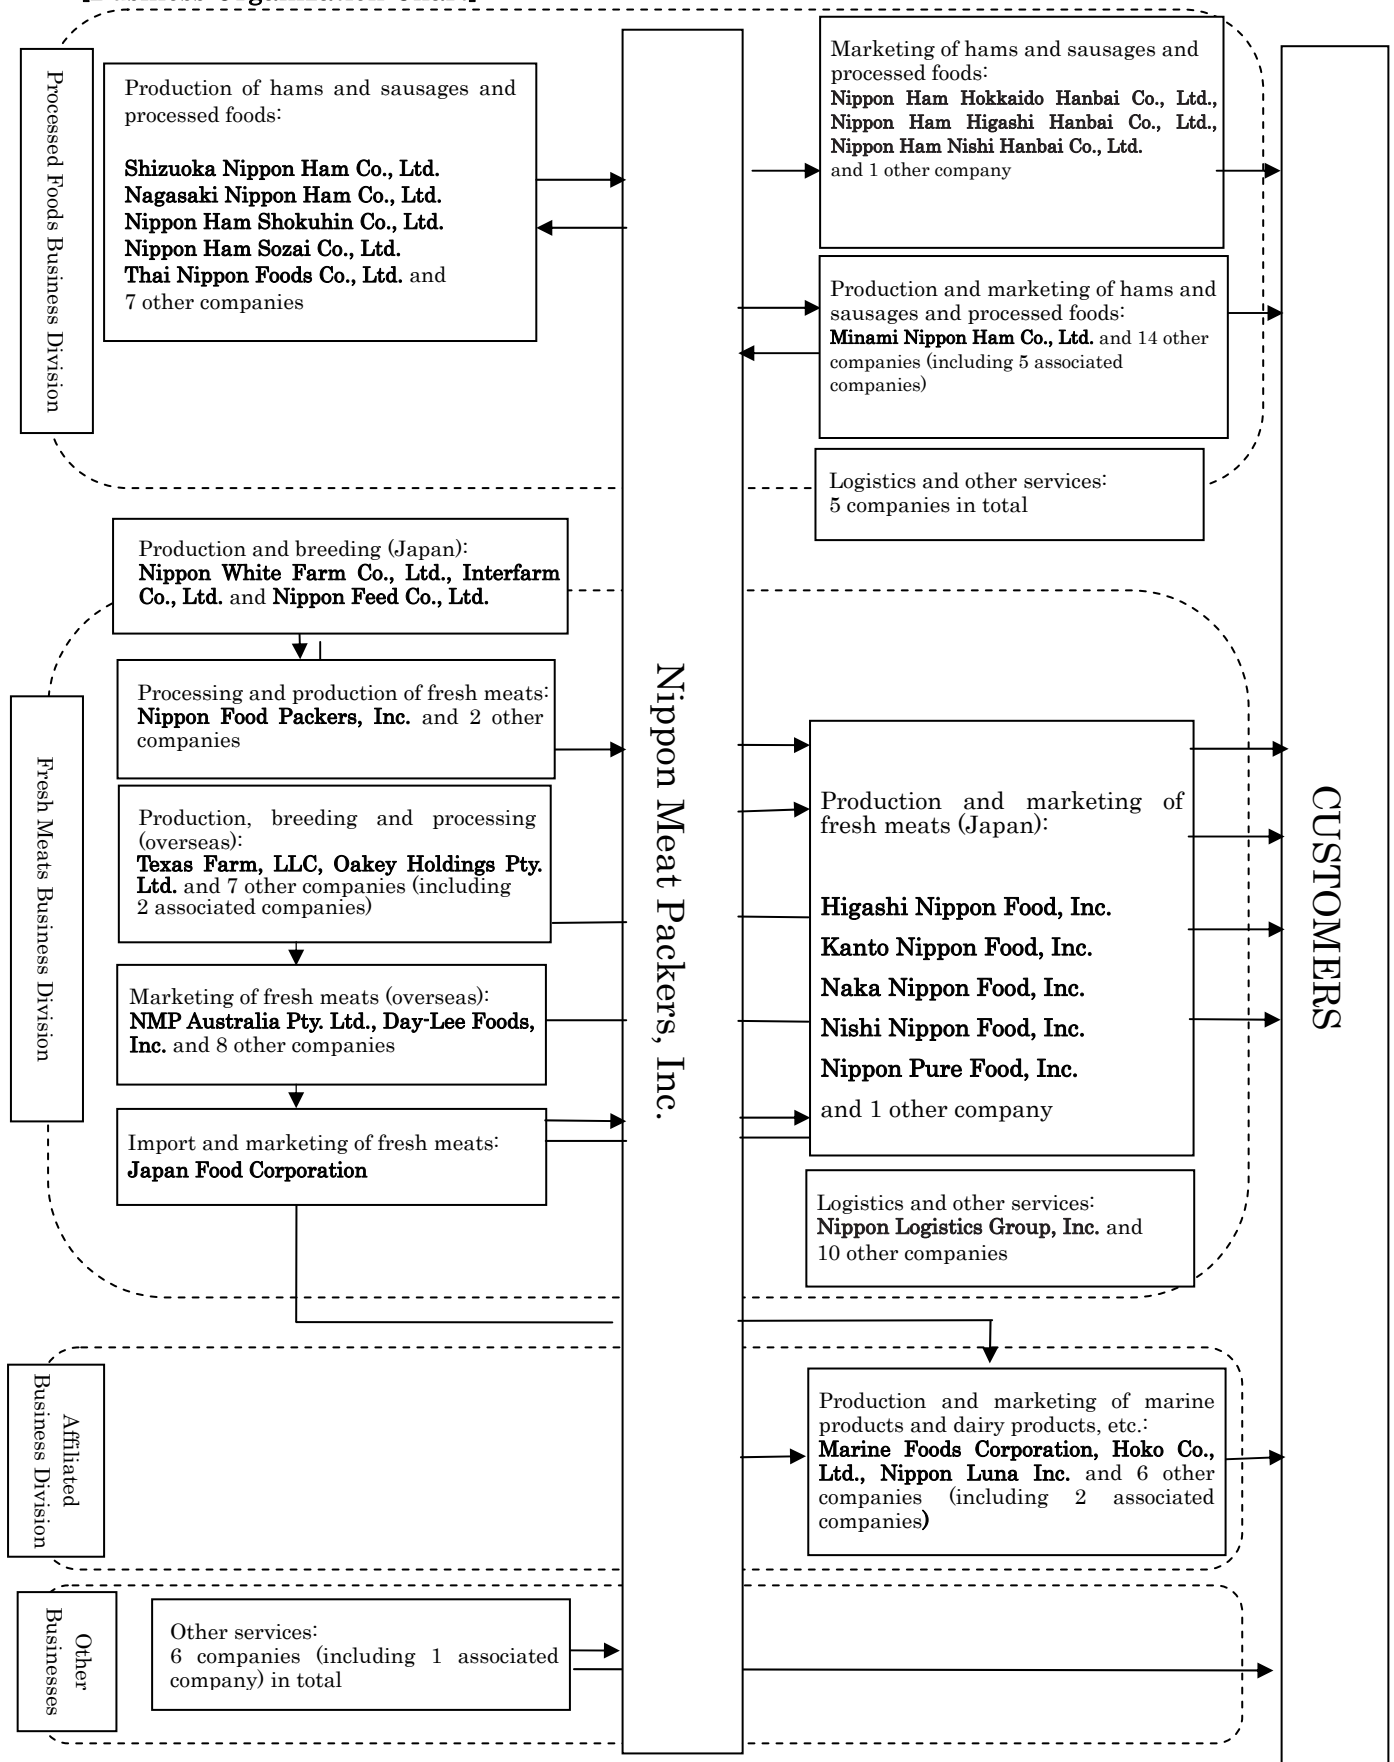 [Business Organization Chart]
Processed Foods Business Division
Production of hams and sausages and
processed foods:
Shizuoka Nippon Ham Co., Ltd.
Nagasaki Nippon Ham Co., Ltd.
Nippon Ham Shokuhin Co., Ltd.
Nippon Ham Sozai Co., Ltd.
Thai Nippon Foods Co., Ltd. and
7 other companies
Marketing of hams and sausages and
processed foods:
Nippon Ham Hokkaido Hanbai Co., Ltd.,
Nippon Ham Higashi Hanbai Co., Ltd.,
Nippon Ham Nishi Hanbai Co., Ltd.
and 1 other company
Production and marketing of hams and
sausages and processed foods:
Minami Nippon Ham Co., Ltd. and 14 other
companies (including 5 associated
companies)
Logistics and other services:
5 companies in total
Fresh Meats Business Division
Production and breeding (Japan):
Nippon White Farm Co., Ltd., Interfarm
Co., Ltd. and Nippon Feed Co., Ltd.
Processing and production of fresh meats:
Nippon Food Packers, Inc. and 2 other
companies
Production, breeding and processing
(overseas):
Texas Farm, LLC, Oakey Holdings Pty.
Ltd. and 7 other companies (including
2 associated companies)
Marketing of fresh meats (overseas):
NMP Australia Pty. Ltd., Day-Lee Foods,
Inc. and 8 other companies
Import and marketing of fresh meats:
Japan Food Corporation
Nippon Meat Packers, Inc.
Production and marketing of
fresh meats (Japan):
Higashi Nippon Food, Inc.
Kanto Nippon Food, Inc.
Naka Nippon Food, Inc.
Nishi Nippon Food, Inc.
Nippon Pure Food, Inc.
and 1 other company
Logistics and other services:
Nippon Logistics Group, Inc. and
10 other companies
CUSTOMERS
Affiliated
Business Division
Production and marketing of marine
products and dairy products, etc.:
Marine Foods Corporation, Hoko Co.,
Ltd., Nippon Luna Inc. and 6 other
companies (including 2 associated
companies)
Other
Businesses
Other services:
6 companies (including 1 associated
company) in total